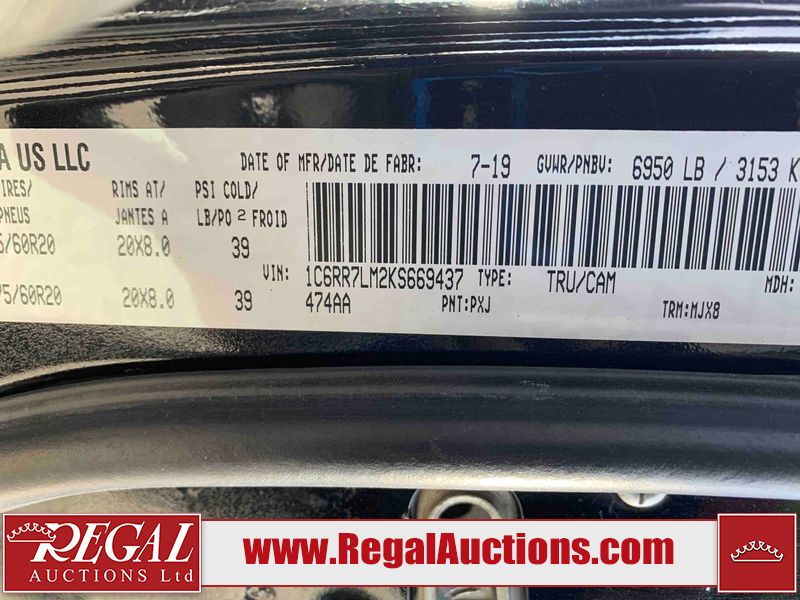 A US LLC
DATE OF MFR/DATE DE FABR: 7-19 GVWR/PNBV: 6950 LB / 3153 K
IRES/ RIMS AT/ PSI COLD/
PNEUS JANTES A LB/PO 2 FROID
5/60R20 20X8.0 39
VIN: 1C6RR7LM2KS669437 TYPE: TRU/CAM MDH:
75/60R20 20X8.0 39 474AA PNT:PXJ TRM:MJX8
REGAL
AUCTIONS Ltd
www.RegalAuctions.com